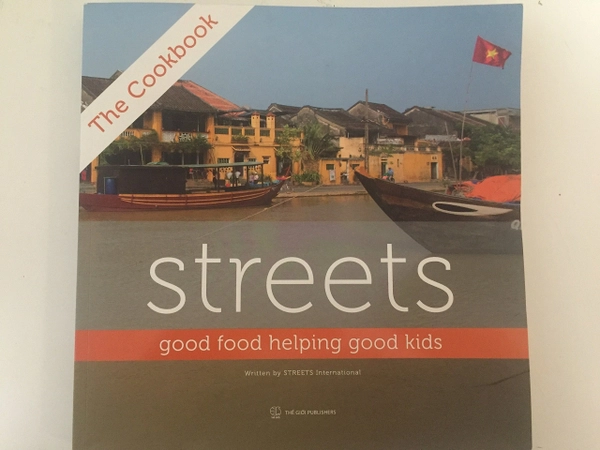 The Cookbook
streets
good food helping good kids
Written by STREETS International
THẾ GIỚI PUBLISHERS